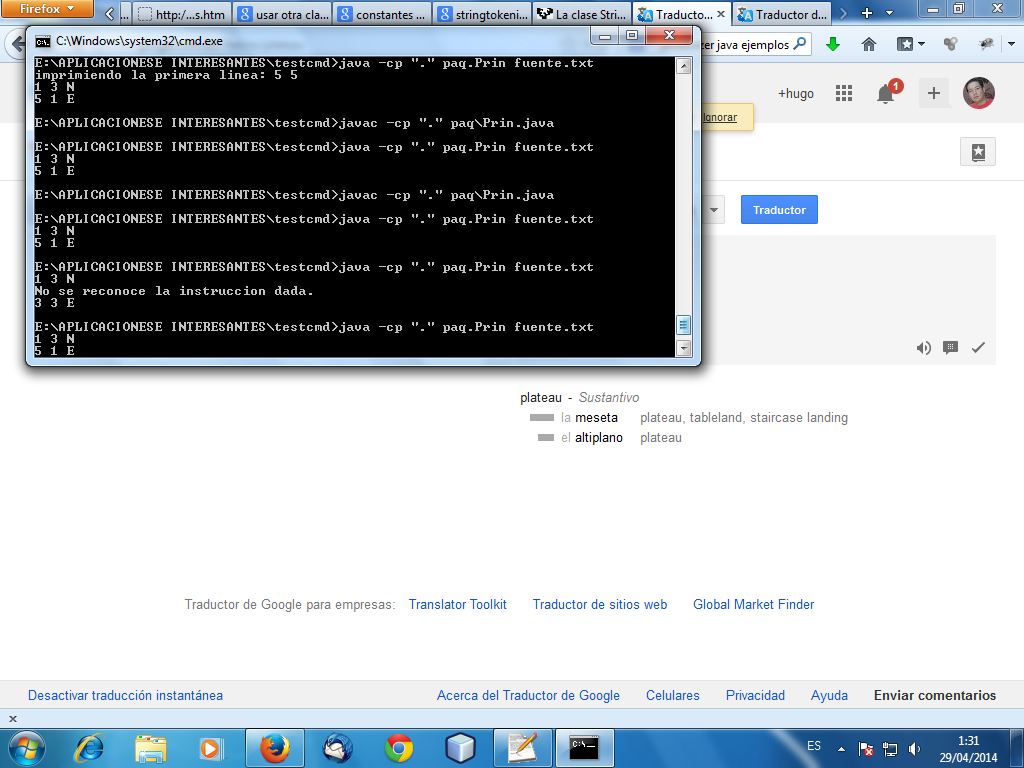 Firefox
...
http:/...s.htm
usar otra cla...
constantes ...
stringtokeni...
La clase Stri...
Traducto...
Traductor d...
C:\Windows\system32\cmd.exe
er java ejemplos
E:\APLICACIONESE INTERESANTES\testcmd>java -cp "." paq.Prin fuente.txt
imprimiendo la primera linea: 5 5
1 3 N
5 1 E
E:\APLICACIONESE INTERESANTES\testcmd>javac -cp "." paq\Prin.java
E:\APLICACIONESE INTERESANTES\testcmd>java -cp "." paq.Prin fuente.txt
1 3 N
5 1 E
E:\APLICACIONESE INTERESANTES\testcmd>javac -cp "." paq\Prin.java
E:\APLICACIONESE INTERESANTES\testcmd>java -cp "." paq.Prin fuente.txt
1 3 N
5 1 E
E:\APLICACIONESE INTERESANTES\testcmd>java -cp "." paq.Prin fuente.txt
1 3 N
No se reconoce la instruccion dada.
3 3 E
E:\APLICACIONESE INTERESANTES\testcmd>java -cp "." paq.Prin fuente.txt
1 3 N
5 1 E
+hugo
1
Ignorar
Traductor
plateau - Sustantivo
la meseta plateau, tableland, staircase landing
el altiplano plateau
Traductor de Google para empresas: Translator Toolkit Traductor de sitios web Global Market Finder
Desactivar traducción instantánea Acerca del Traductor de Google Celulares Privacidad Ayuda Enviar comentarios
×
ES
1:31
29/04/2014